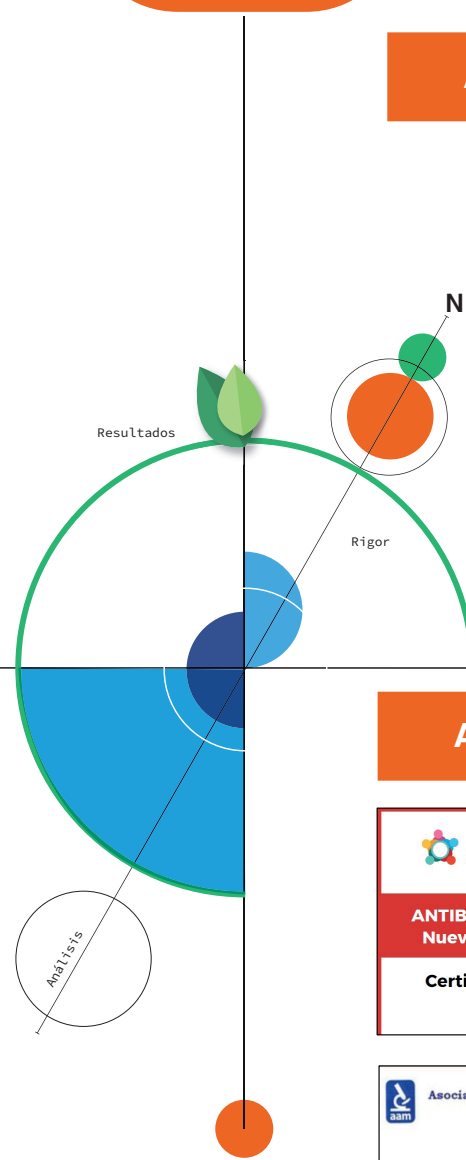 N
Resultados
Rigor
A
ANTIB
Nuev
Certi
Análisis
Asocia
aam